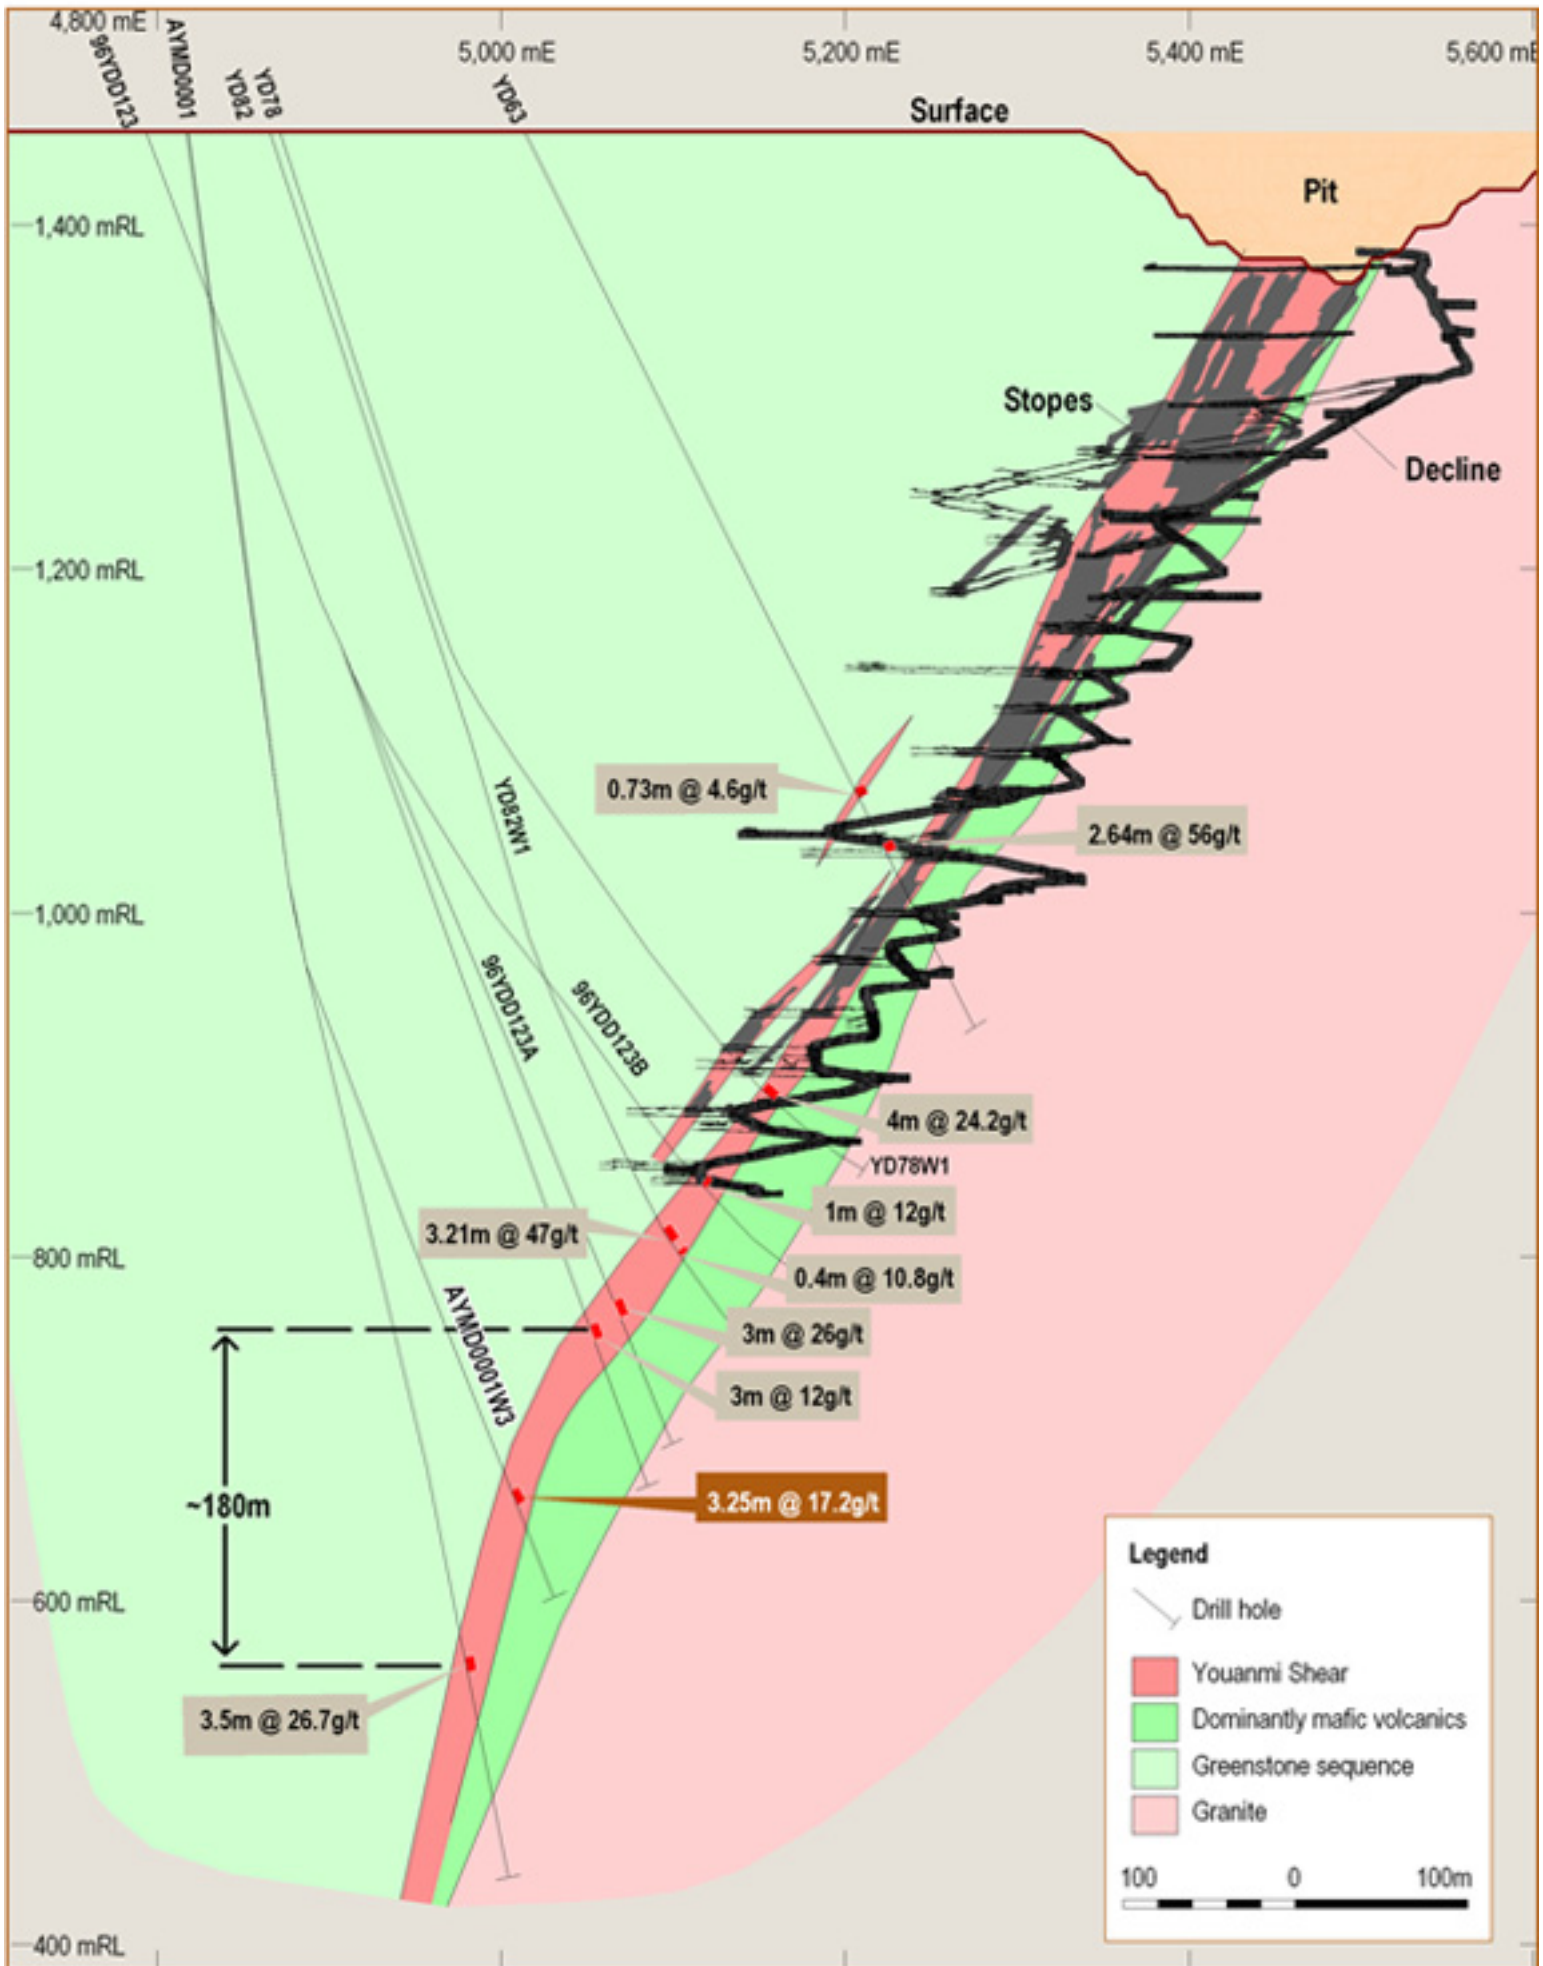 4,800 mE
5,000 mE
5,200 mE
5,400 mE
5,600 mE
96YDD123
AYMD0001
YD82
YD78
YD63
Surface
Pit
1,400 mRL
Stopes
Decline
1,200 mRL
0.73m @ 4.6g/t
YD82W1
2.64m @ 56g/t
1,000 mRL
96YDD123A
96YDD123B
4m @ 24.2g/t
YD78W1
1m @ 12g/t
3.21m @ 47g/t
800 mRL
0.4m @ 10.8g/t
AYMD0001W3
3m @ 26g/t
3m @ 12g/t
~180m
3.25m @ 17.2g/t
600 mRL
3.5m @ 26.7g/t
Legend
Drill hole
Youanmi Shear
Dominantly mafic volcanics
Greenstone sequence
Granite
100 0 100m
400 mRL